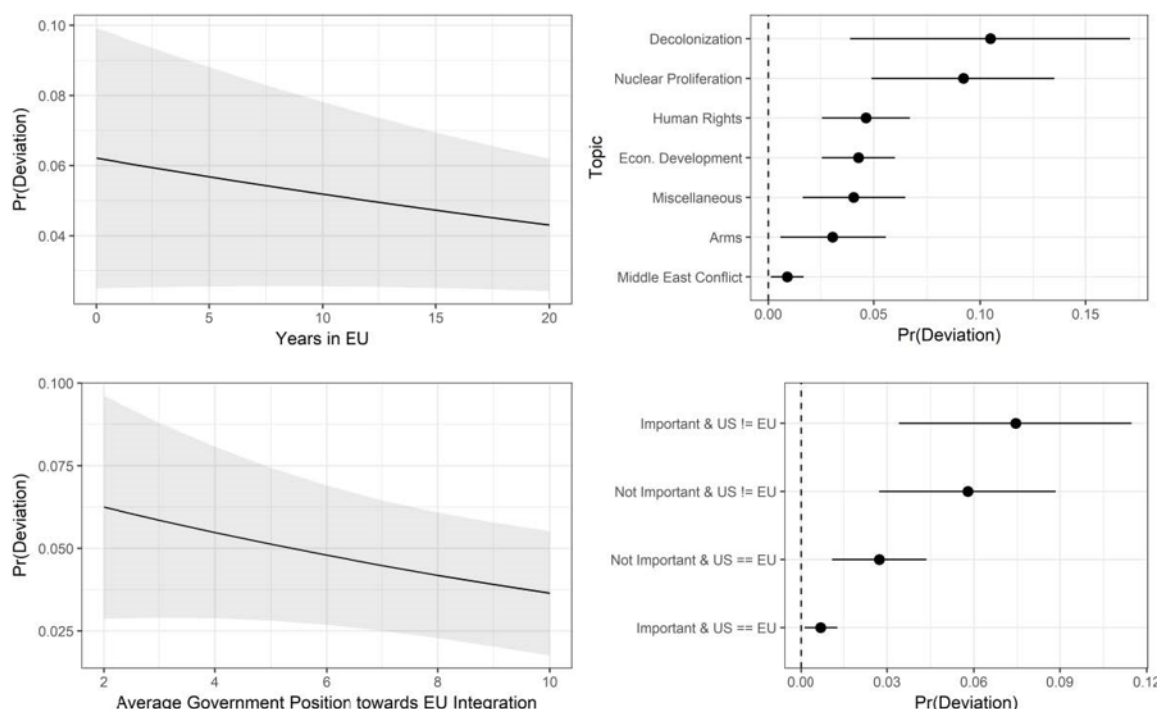 0.10
0.08
0.06
0.04
Pr(Deviation)
0
5
10
15
20
Years in EU
Topic
Decolonization
Nuclear Proliferation
Human Rights
Econ. Development
Miscellaneous
Arms
Middle East Conflict
0.00
0.05
0.10
0.15
Pr(Deviation)
0.100
0.075
0.050
0.025
Pr(Deviation)
2
4
6
8
10
Average Government Position towards EU Integration
Important & US != EU
Not Important & US != EU
Not Important & US == EU
Important & US == EU
0.00
0.03
0.06
0.09
0.12
Pr(Deviation)